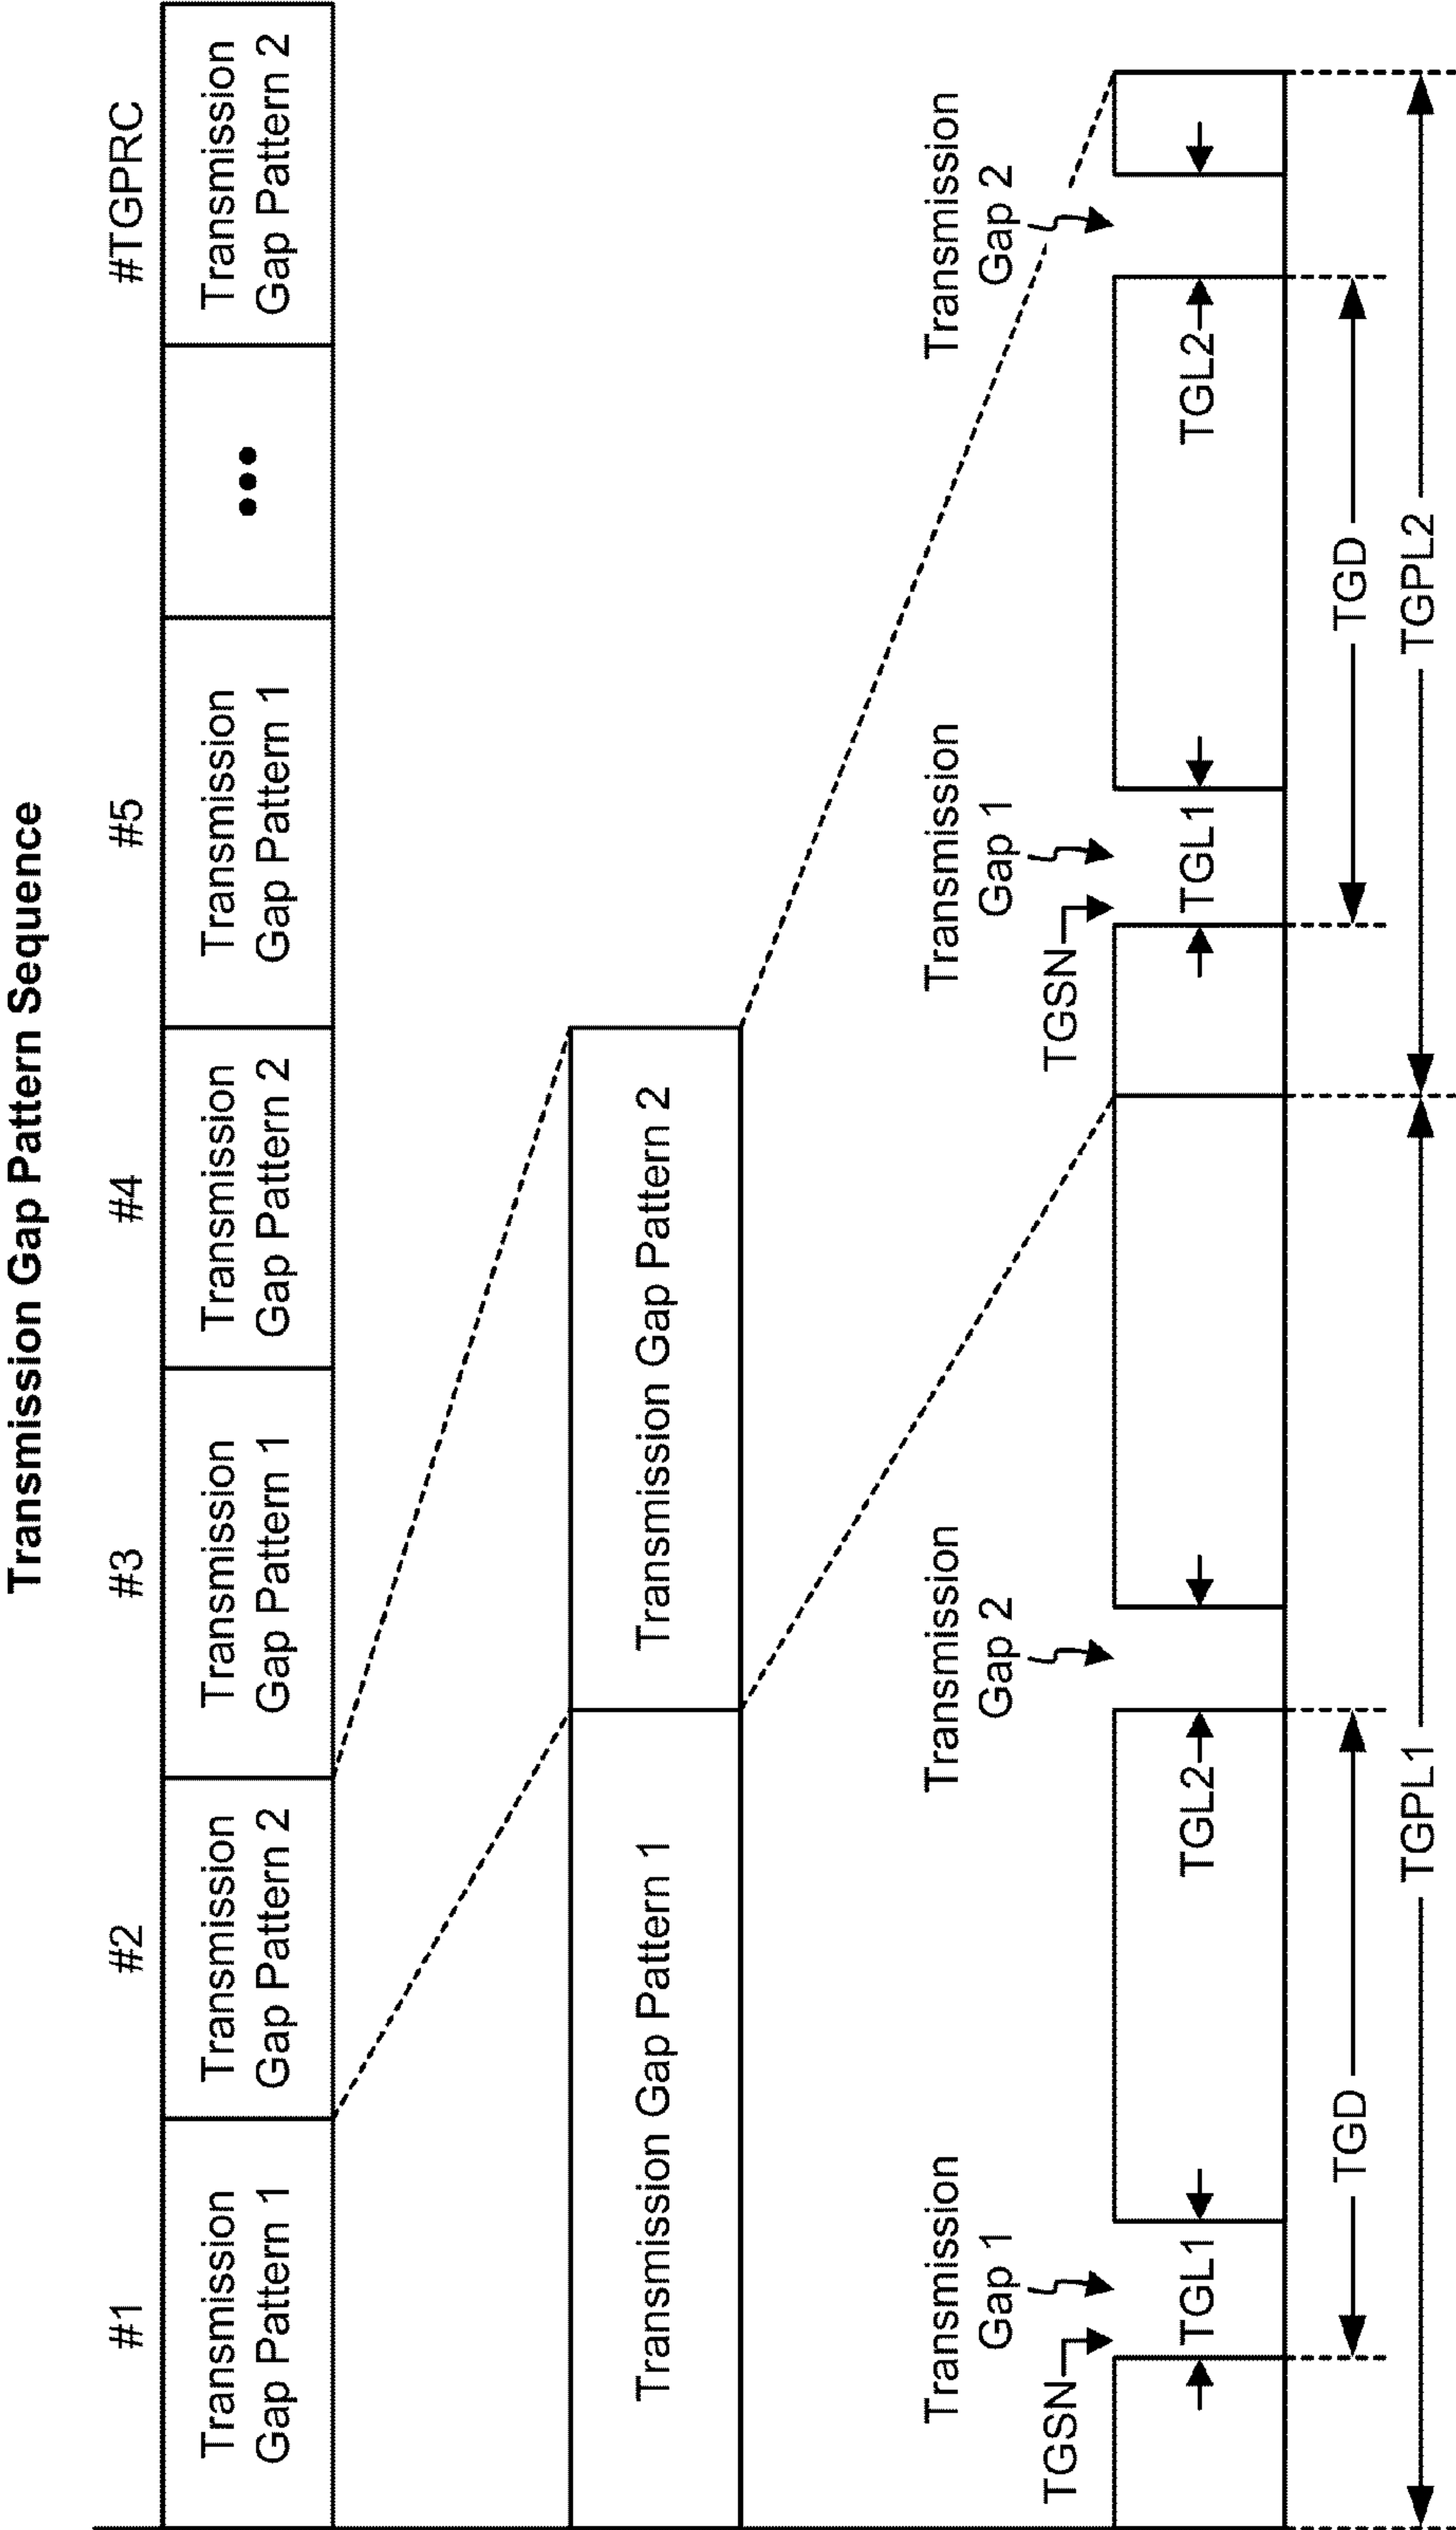 Transmission Gap Pattern Sequence
#1
#2
#3
#4
#5
#TGPRC
Transmission
Gap Pattern 1
Transmission
Gap Pattern 2
Transmission
Gap Pattern 1
Transmission
Gap Pattern 2
Transmission
Gap Pattern 1
•••
Transmission
Gap Pattern 2
Transmission Gap Pattern 1
Transmission Gap Pattern 2
Transmission
Gap 1
Transmission
Gap 2
Transmission
Gap 1
Transmission
Gap 2
TGSN
TGSN
TGL1
TGL2
TGL1
TGL2
TGD
TGD
TGPL1
TGPL2